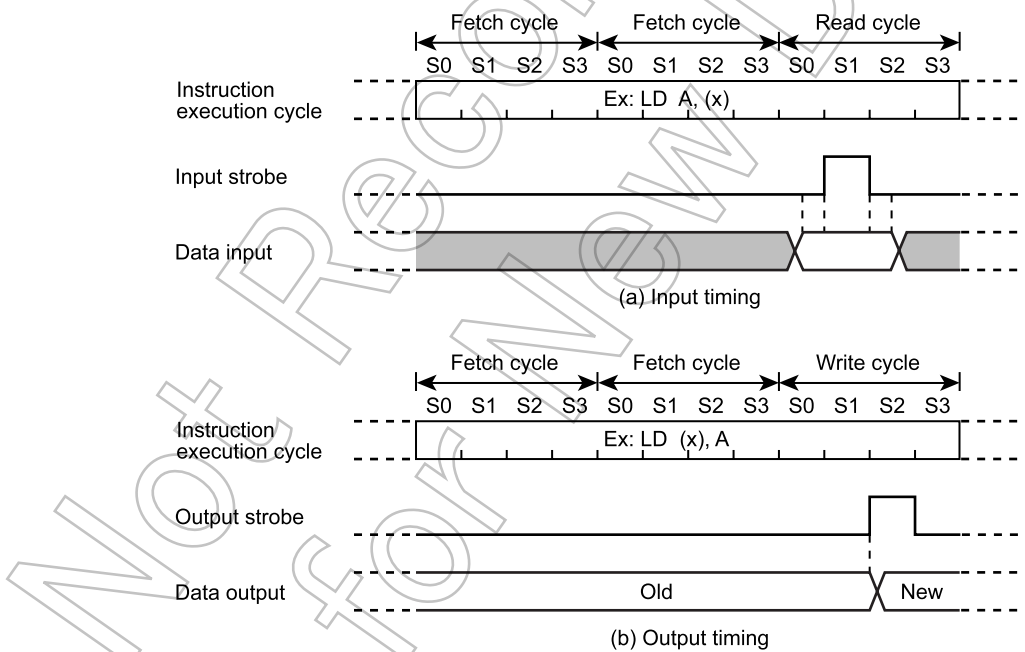 Fetch cycle Fetch cycle Read cycle
S0 S1 S2 S3 S0 S1 S2 S3 S0 S1 S2 S3
Instruction
execution cycle
Ex: LD A, (x)
Input strobe
Data input
(a) Input timing
Fetch cycle Fetch cycle Write cycle
S0 S1 S2 S3 S0 S1 S2 S3 S0 S1 S2 S3
Instruction
execution cycle
Ex: LD (x), A
Output strobe
Data output
Old New
(b) Output timing
Not Recom
for New D